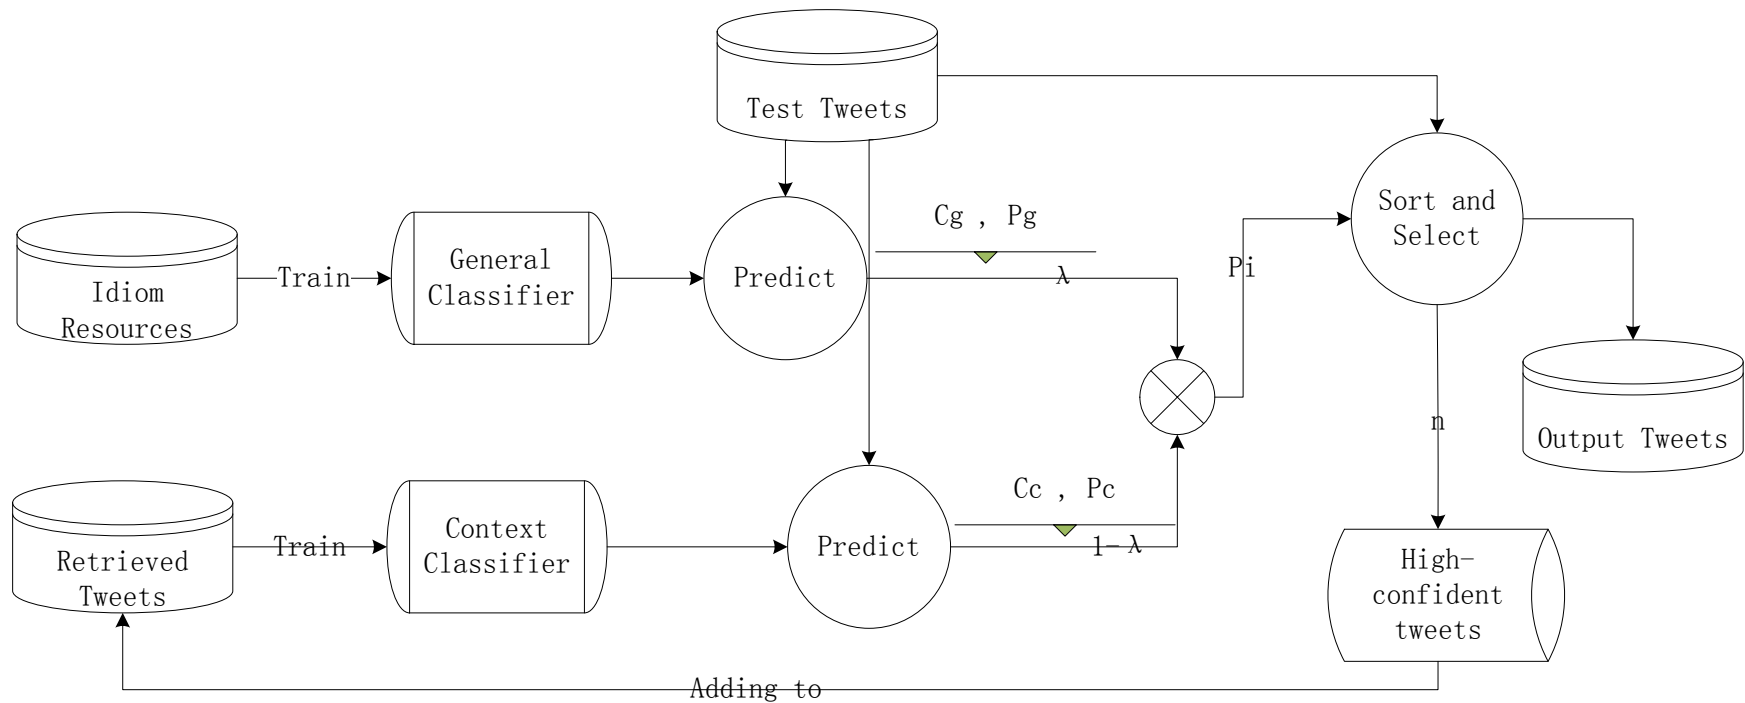 Test Tweets
Sort and
Select
Cg , Pg
Pi
General
Classifier
Predict
λ
Train
Idiom
Resources
n
Output Tweets
Cc , Pc
Context
Classifier
Predict
1-λ
Train
Retrieved
Tweets
High-
confident
tweets
Adding to